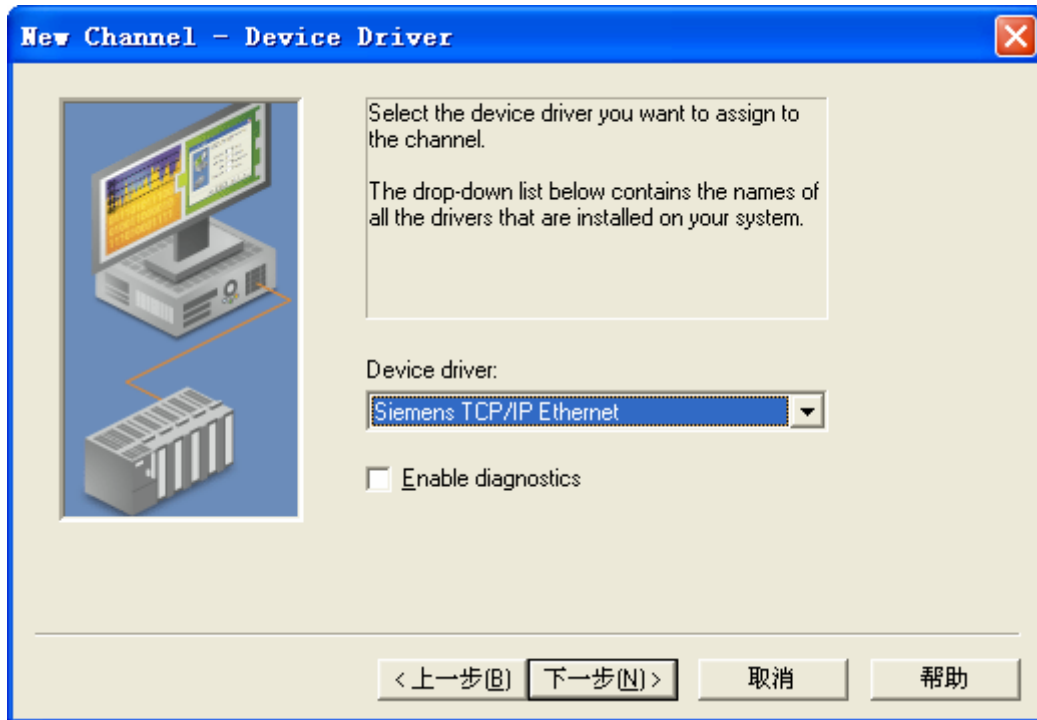 New Channel - Device Driver
Select the device driver you want to assign to
the channel.
The drop-down list below contains the names of
all the drivers that are installed on your system.
Device driver:
Siemens TCP/IP Ethernet
Enable diagnostics
<上一步(B) 下一步(N)> 取消 帮助